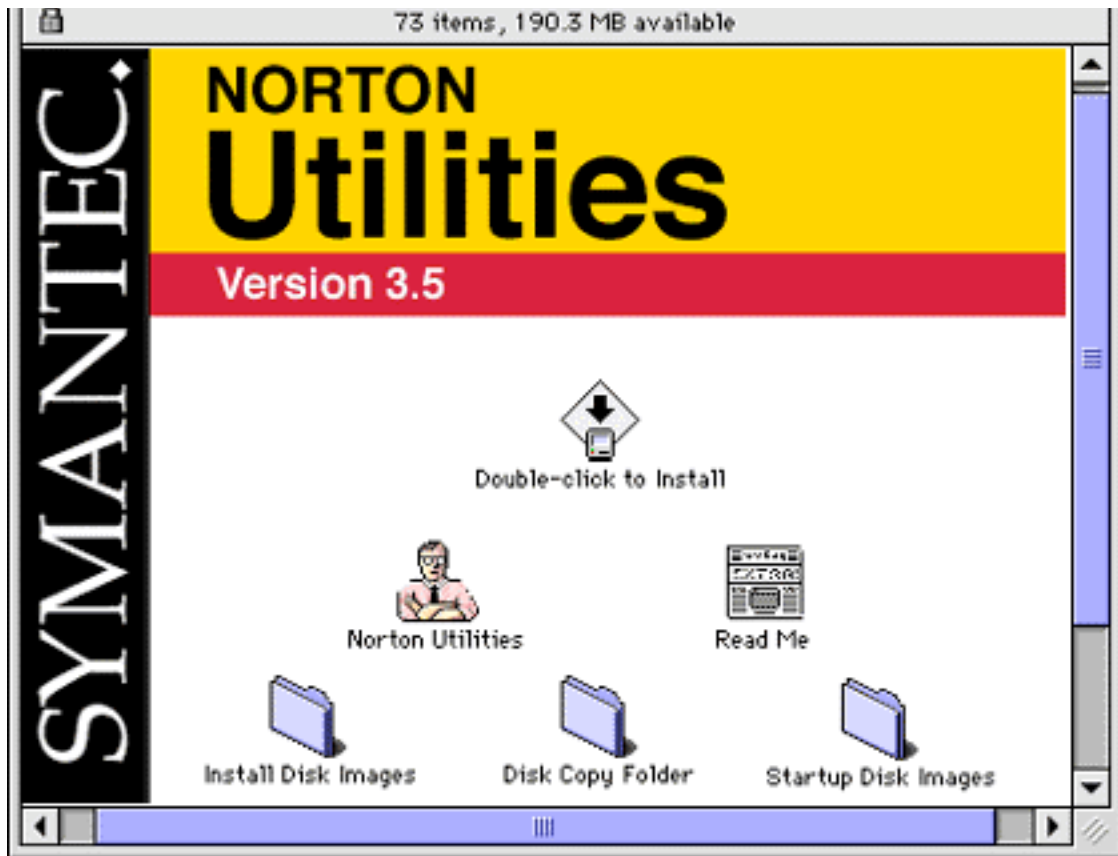 73 items, 190.3 MB available
SYMANTEC.
NORTON
Utilities
Version 3.5
Double-click to Install
EXTRA
Norton Utilities
Read Me
Install Disk Images
Disk Copy Folder
Startup Disk Images